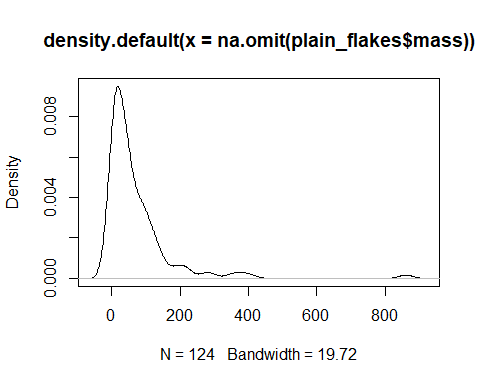 density.default(x = na.omit(plain_flakes$mass))
Density
0.008
0.004
0.000
0 200 400 600 800
N = 124 Bandwidth = 19.72